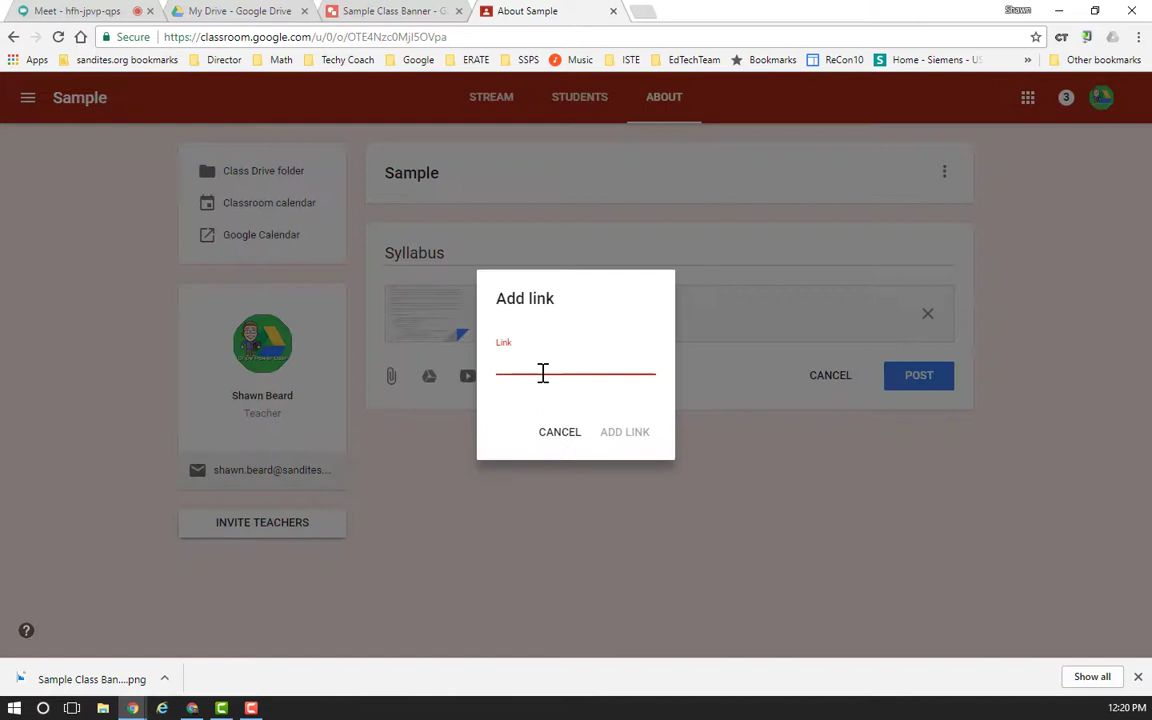 Meet - hfh-jpvp-qps
My Drive - Google Drive
Sample Class Banner - G
About Sample
Shawn
Secure
https://classroom.google.com/u/0/o/OTE4Nzc0MjI5OVpa
Apps
sandites.org bookmarks
Director
Math
Techy Coach
Google
ERATE
SSPS
Music
ISTE
EdTechTeam
Bookmarks
ReCon10
Home - Siemens - US
Other bookmarks
Sample
STREAM
STUDENTS
ABOUT
3
Class Drive folder
Classroom calendar
Google Calendar
Sample
Syllabus
CANCEL
POST
Add link
Link
CANCEL
ADD LINK
Shawn Beard
Teacher
shawn.beard@sandites...
INVITE TEACHERS
Sample Class Ban....png
Show all
12:20 PM